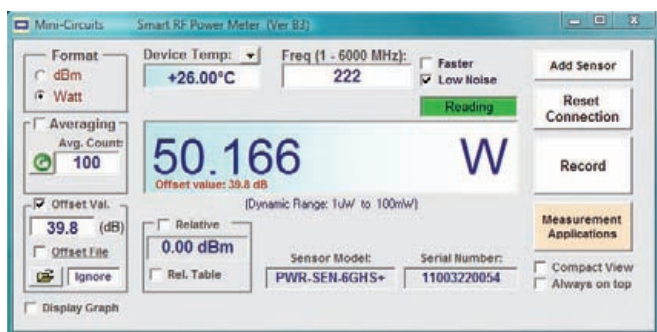 Mini-Circuits Smart RF Power Meter (Ver B3)
Format
dBm
Watt
Device Temp:
+26.00°C
Freq (1 - 6000 MHz):
222
Faster
Low Noise
Reading
Add Sensor
Reset
Connection
Record
Measurement
Applications
Averaging
Avg. Count:
100
50.166 W
Offset value: 39.8 dB
(Dynamic Range: 1uW to 100mW)
Offset Val.
39.8 (dB)
Offset File
Ignore
Relative
0.00 dBm
Rel. Table
Sensor Model:
PWR-SEN-6GHS+
Serial Number:
11003220054
Compact View
Always on top
Display Graph